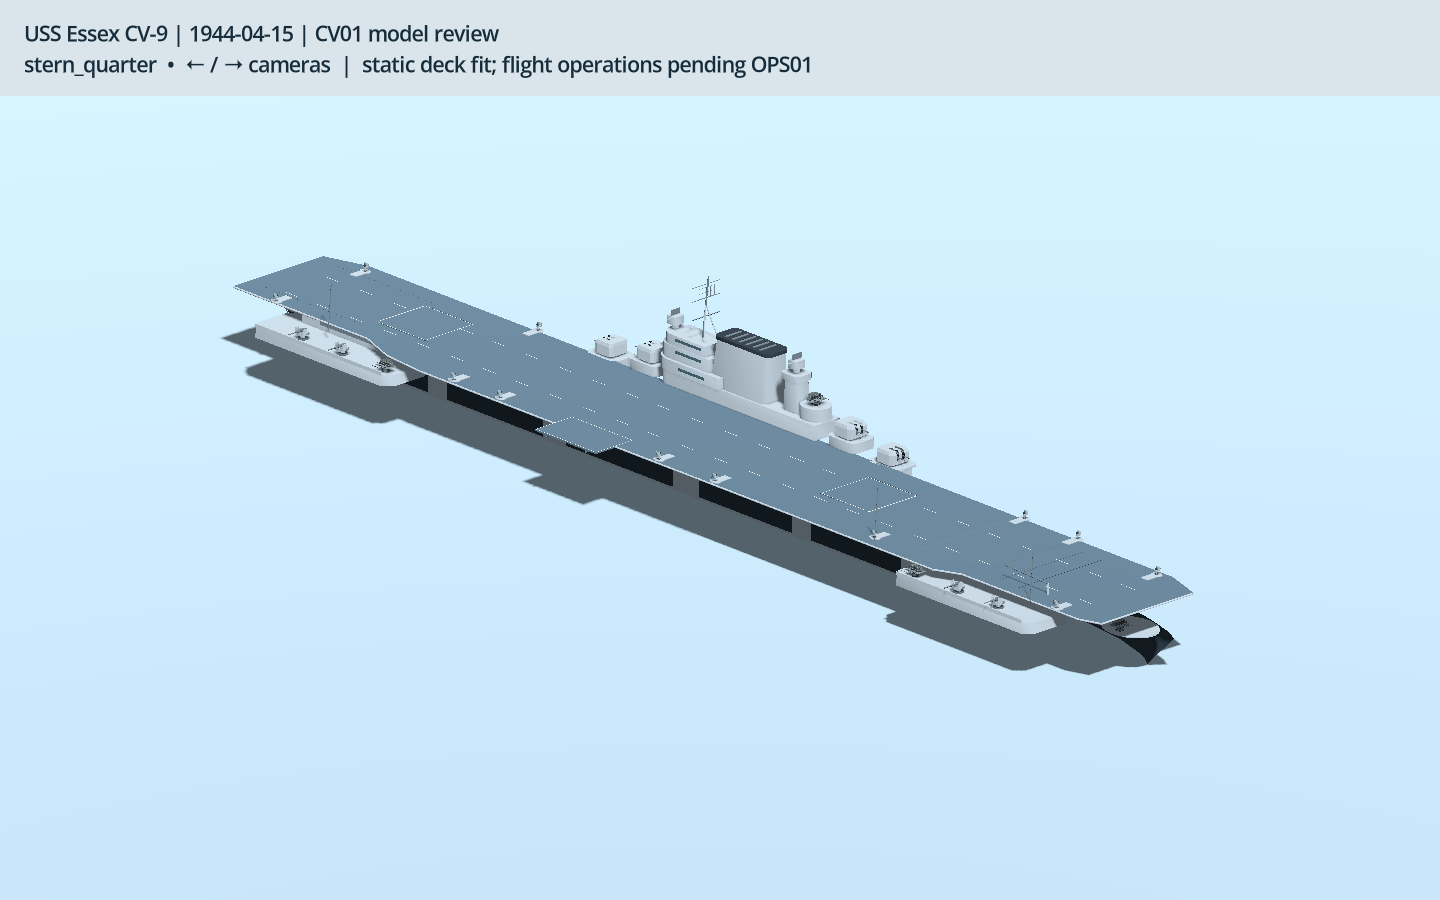 USS Essex CV-9 | 1944-04-15 | CV01 model review
stern_quarter • ← / → cameras | static deck fit; flight operations pending OPS01